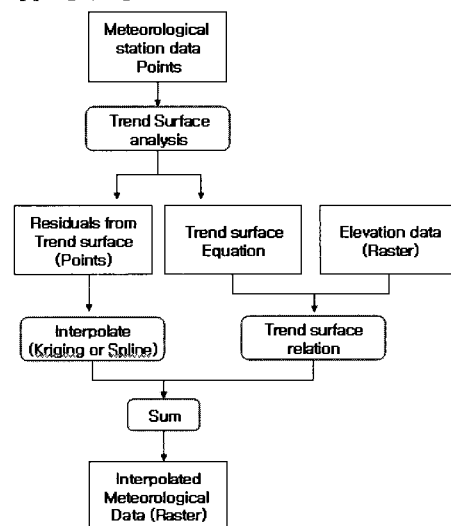 Meteorological
station data
Points
Trend Surface
analysis
Residuals from
Trend surface
(Points)
Trend surface
Equation
Elevation data
(Raster)
Interpolate
(Kriging or Spline)
Trend surface
relation
Sum
Interpolated
Meteorological
Data (Raster)